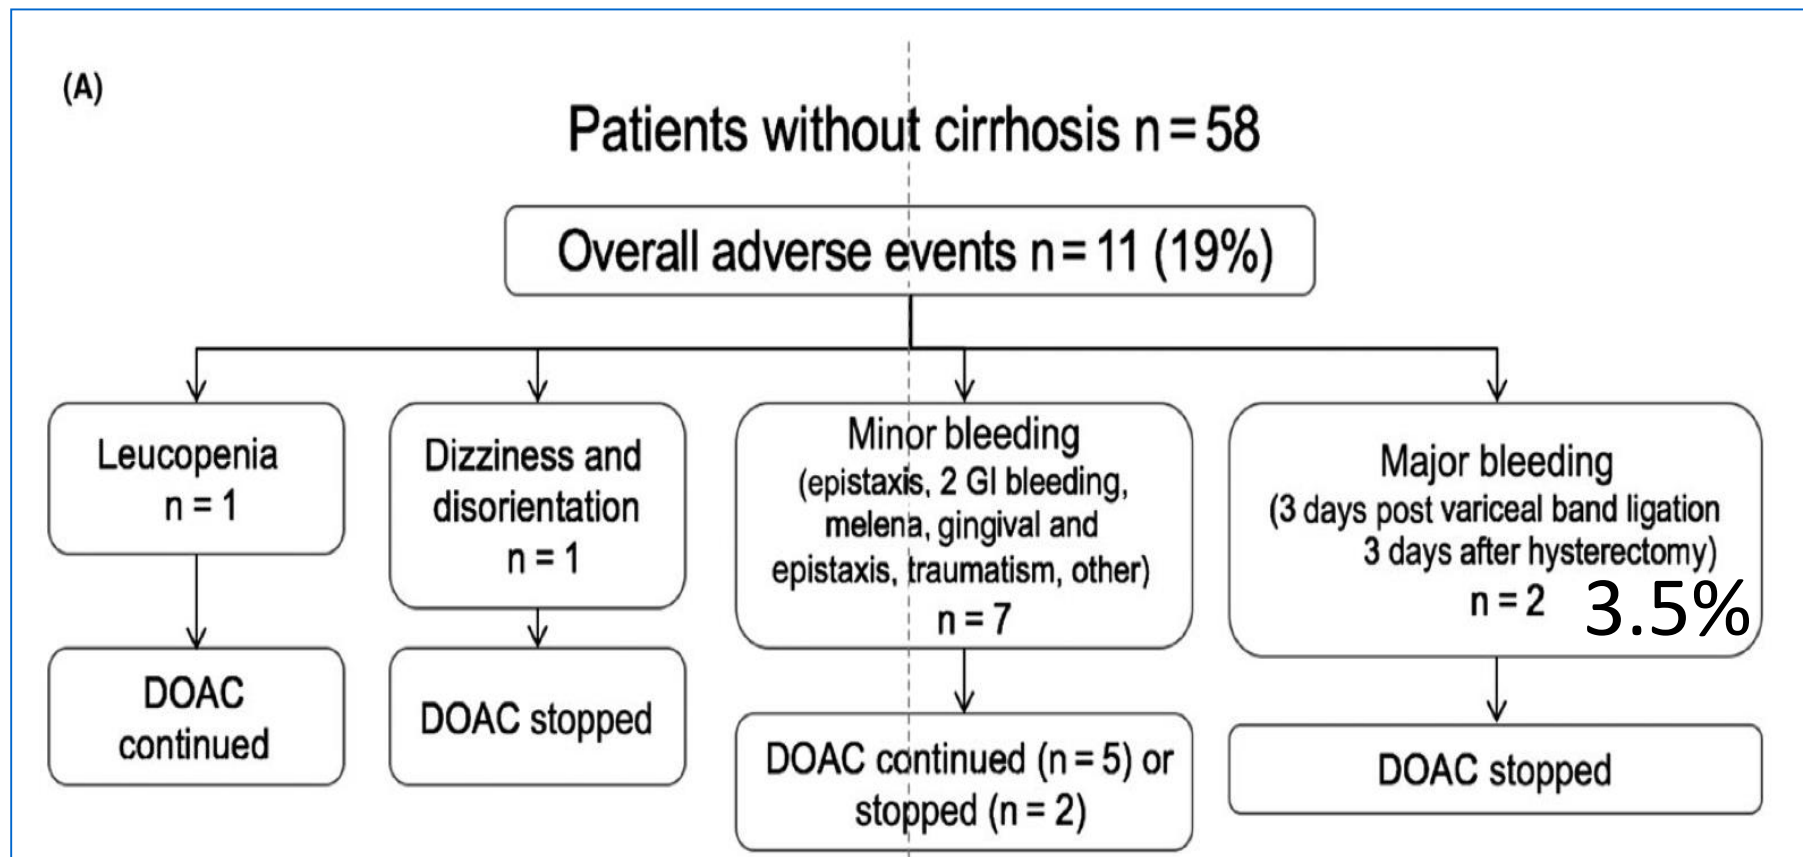 (A)
Patients without cirrhosis n = 58
Overall adverse events n = 11 (19%)
Leucopenia
n = 1
Dizziness and
disorientation
n = 1
Minor bleeding
(epistaxis, 2 GI bleeding,
melena, gingival and
epistaxis, traumatism, other)
n = 7
Major bleeding
(3 days post variceal band ligation
3 days after hysterectomy)
n = 2 3.5%
DOAC
continued
DOAC stopped
DOAC continued (n = 5) or
stopped (n = 2)
DOAC stopped